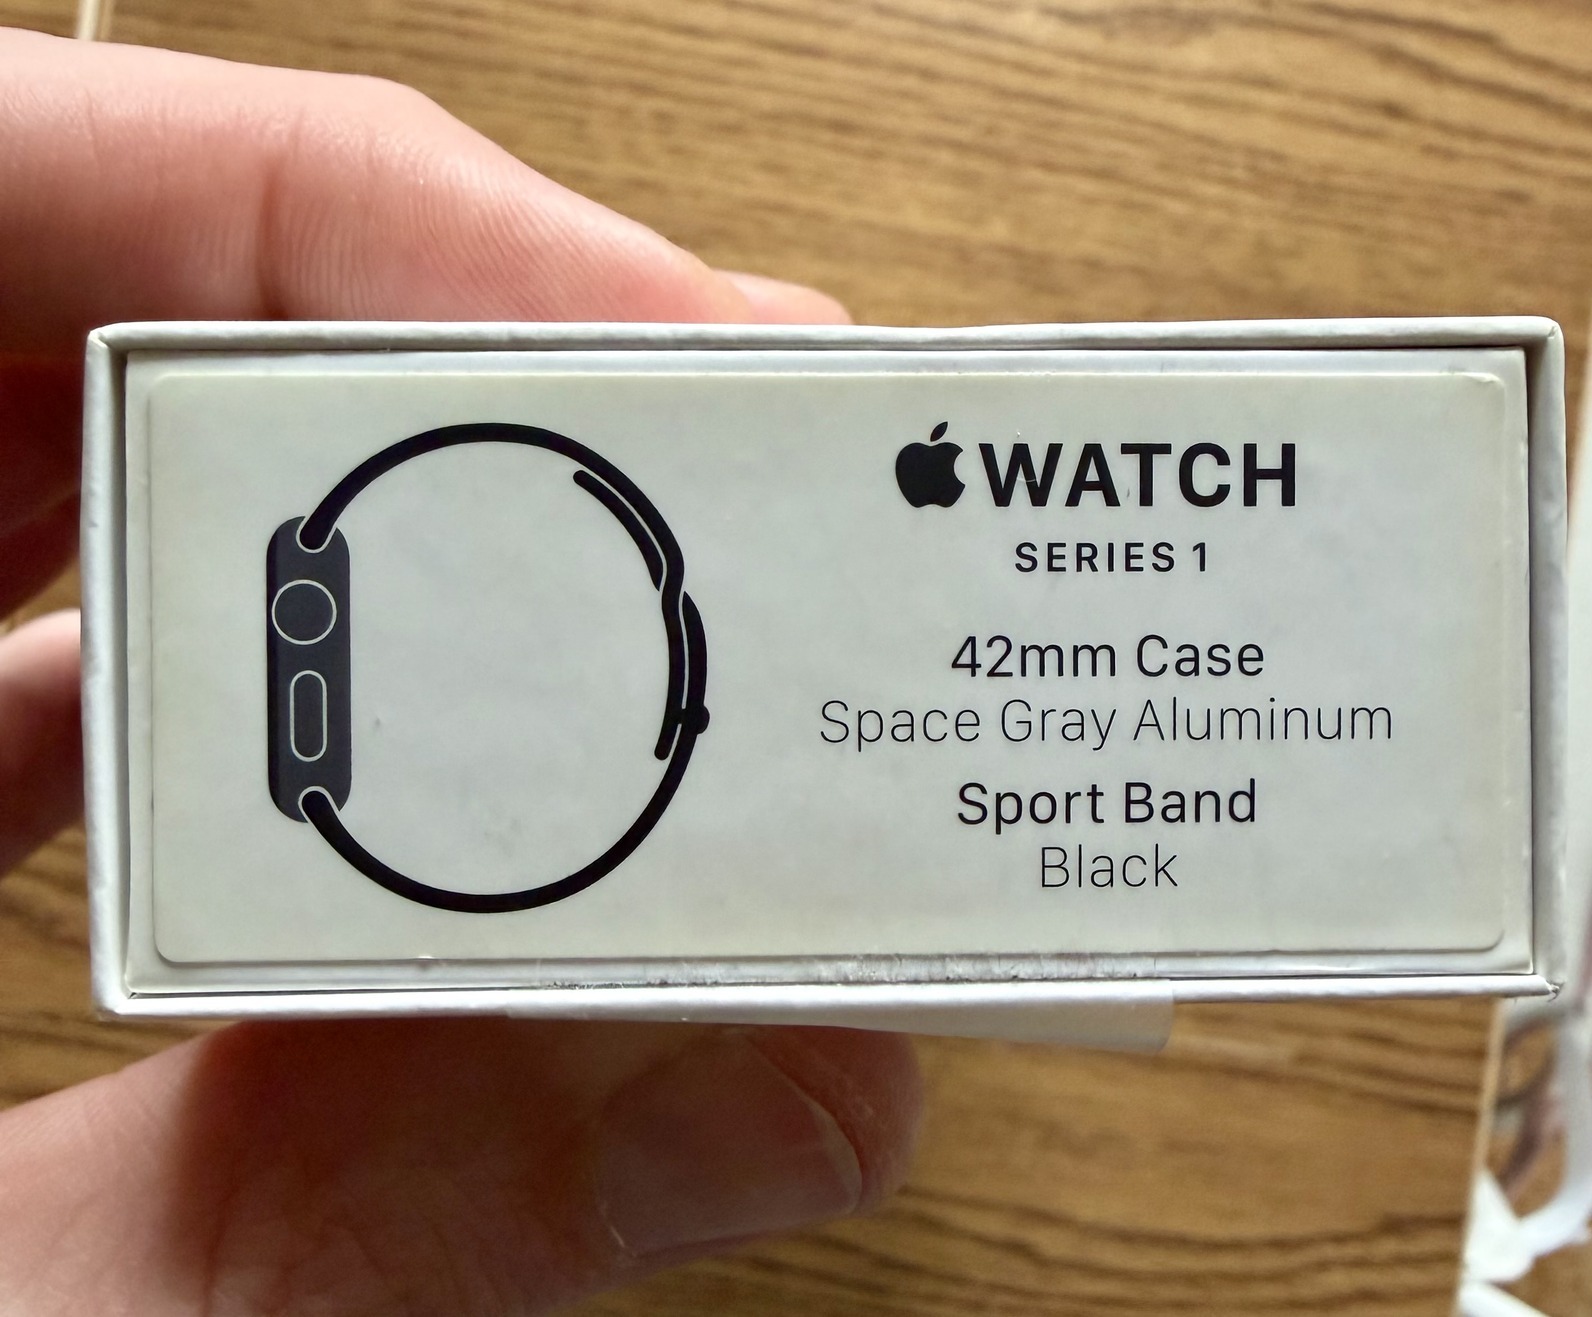 WATCH
SERIES 1
42mm Case
Space Gray Aluminum
Sport Band
Black